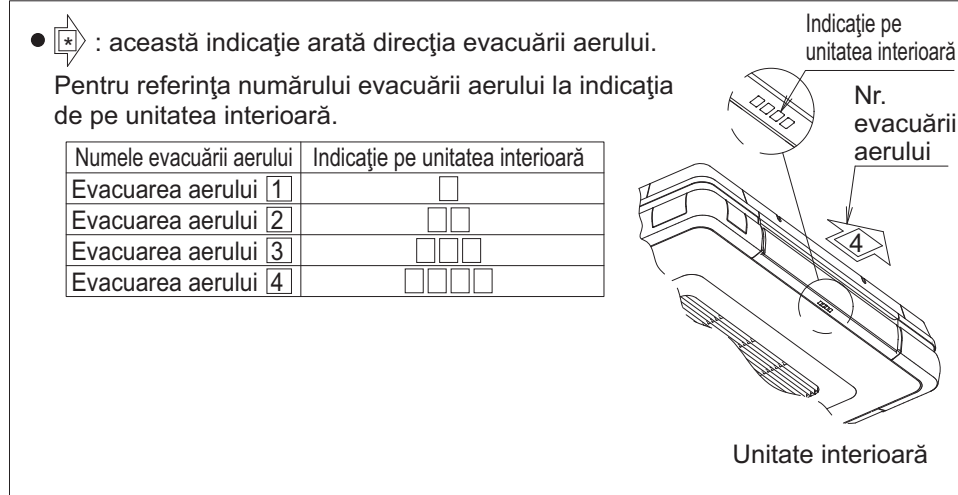 ● * : această indicaţie arată direcţia evacuării aerului.
Pentru referinţa numărului evacuării aerului la indicaţia
de pe unitatea interioară.
Numele evacuării aerului Indicaţie pe unitatea interioară
Evacuarea aerului 1 □
Evacuarea aerului 2 □□
Evacuarea aerului 3 □□□
Evacuarea aerului 4 □□□□
Indicaţie pe
unitatea interioară
Nr.
evacuării
aerului
4
Unitate interioară